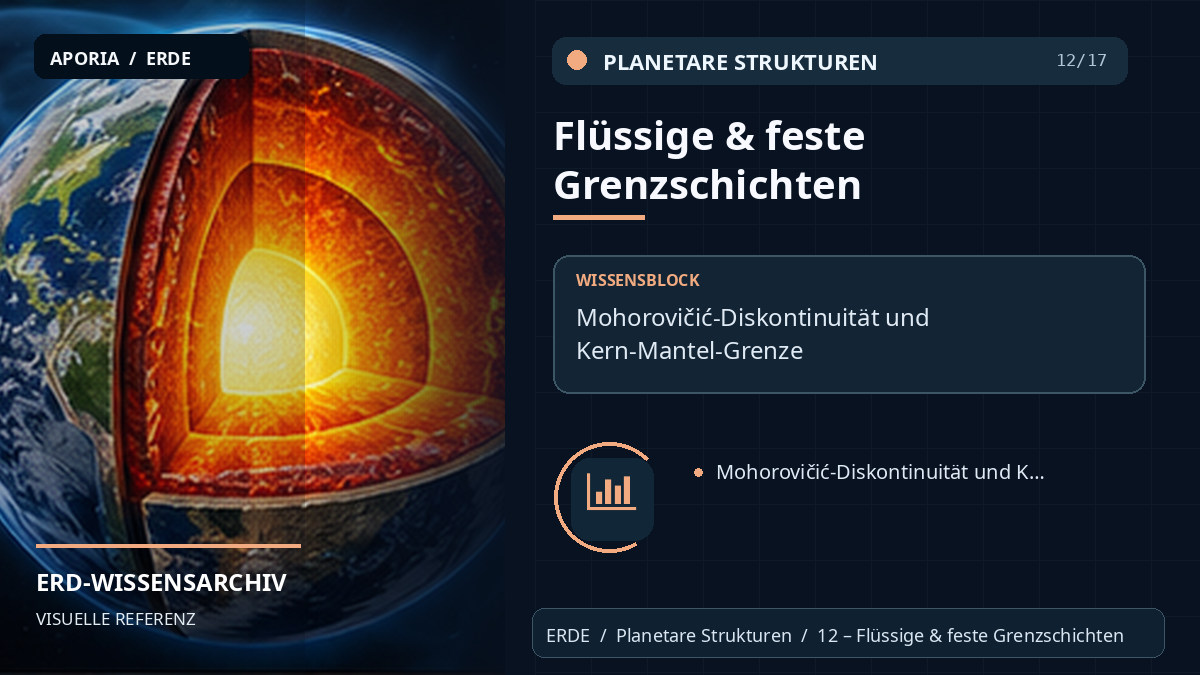 APORIA / ERDE
ERD-WISSENSARCHIV
VISUELLE REFERENZ
PLANETARE STRUKTUREN
12/17
Flüssige & feste
Grenzschichten
WISSENSBLOCK
Mohorovičić-Diskontinuität und
Kern-Mantel-Grenze
Mohorovičić-Diskontinuität und K...
ERDE / Planetare Strukturen / 12 – Flüssige & feste Grenzschichten